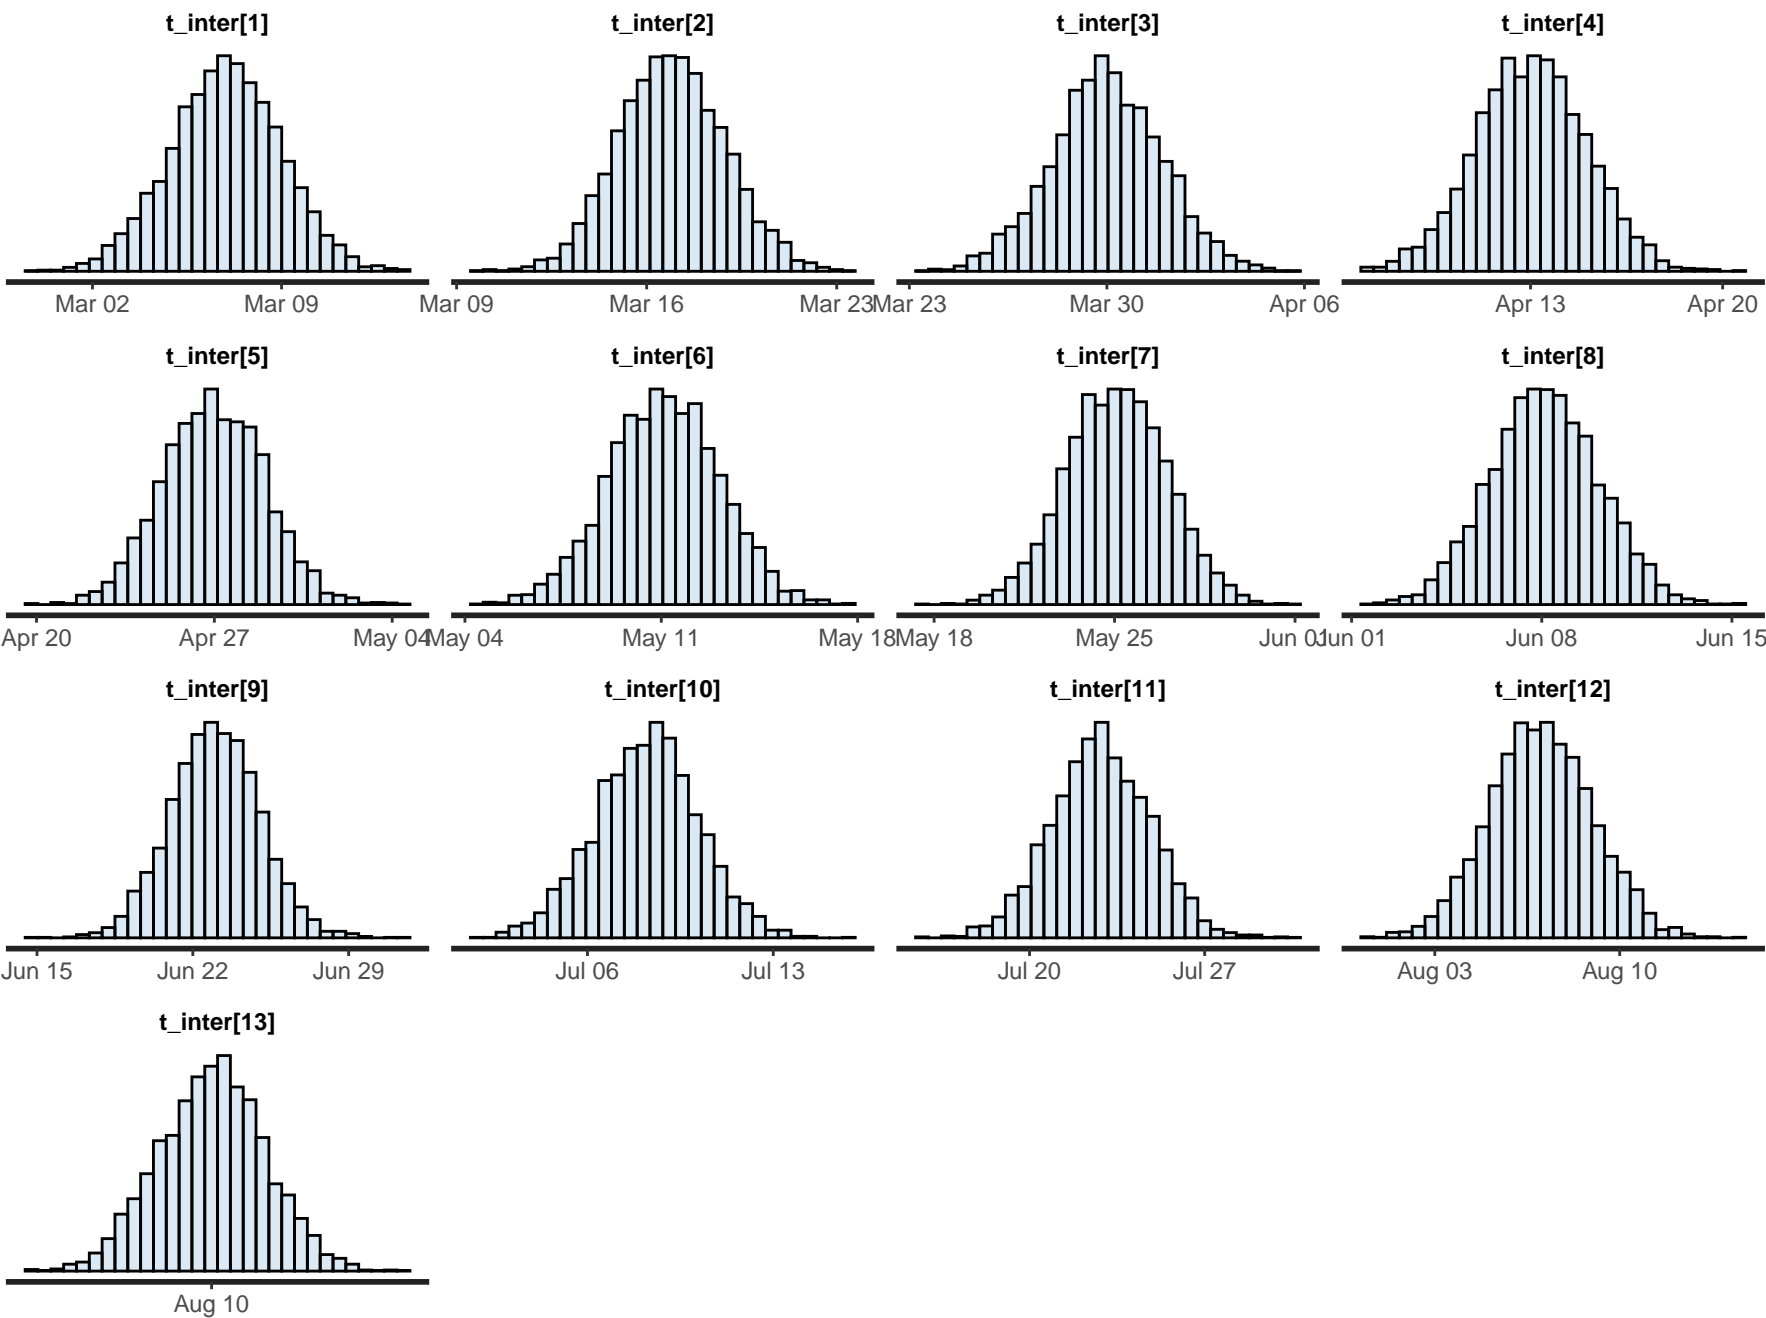 t_inter[1] t_inter[2] t_inter[3] t_inter[4]
Mar 02 Mar 09 Mar 09 Mar 16 Mar 23 Mar 23 Mar 30 Apr 06 Apr 13 Apr 20
t_inter[5] t_inter[6] t_inter[7] t_inter[8]
Apr 20 Apr 27 May 04 May 04 May 11 May 18 May 18 May 25 Jun 01 Jun 01 Jun 08 Jun 15
t_inter[9] t_inter[10] t_inter[11] t_inter[12]
Jun 15 Jun 22 Jun 29 Jul 06 Jul 13 Jul 20 Jul 27 Aug 03 Aug 10
t_inter[13]
Aug 10